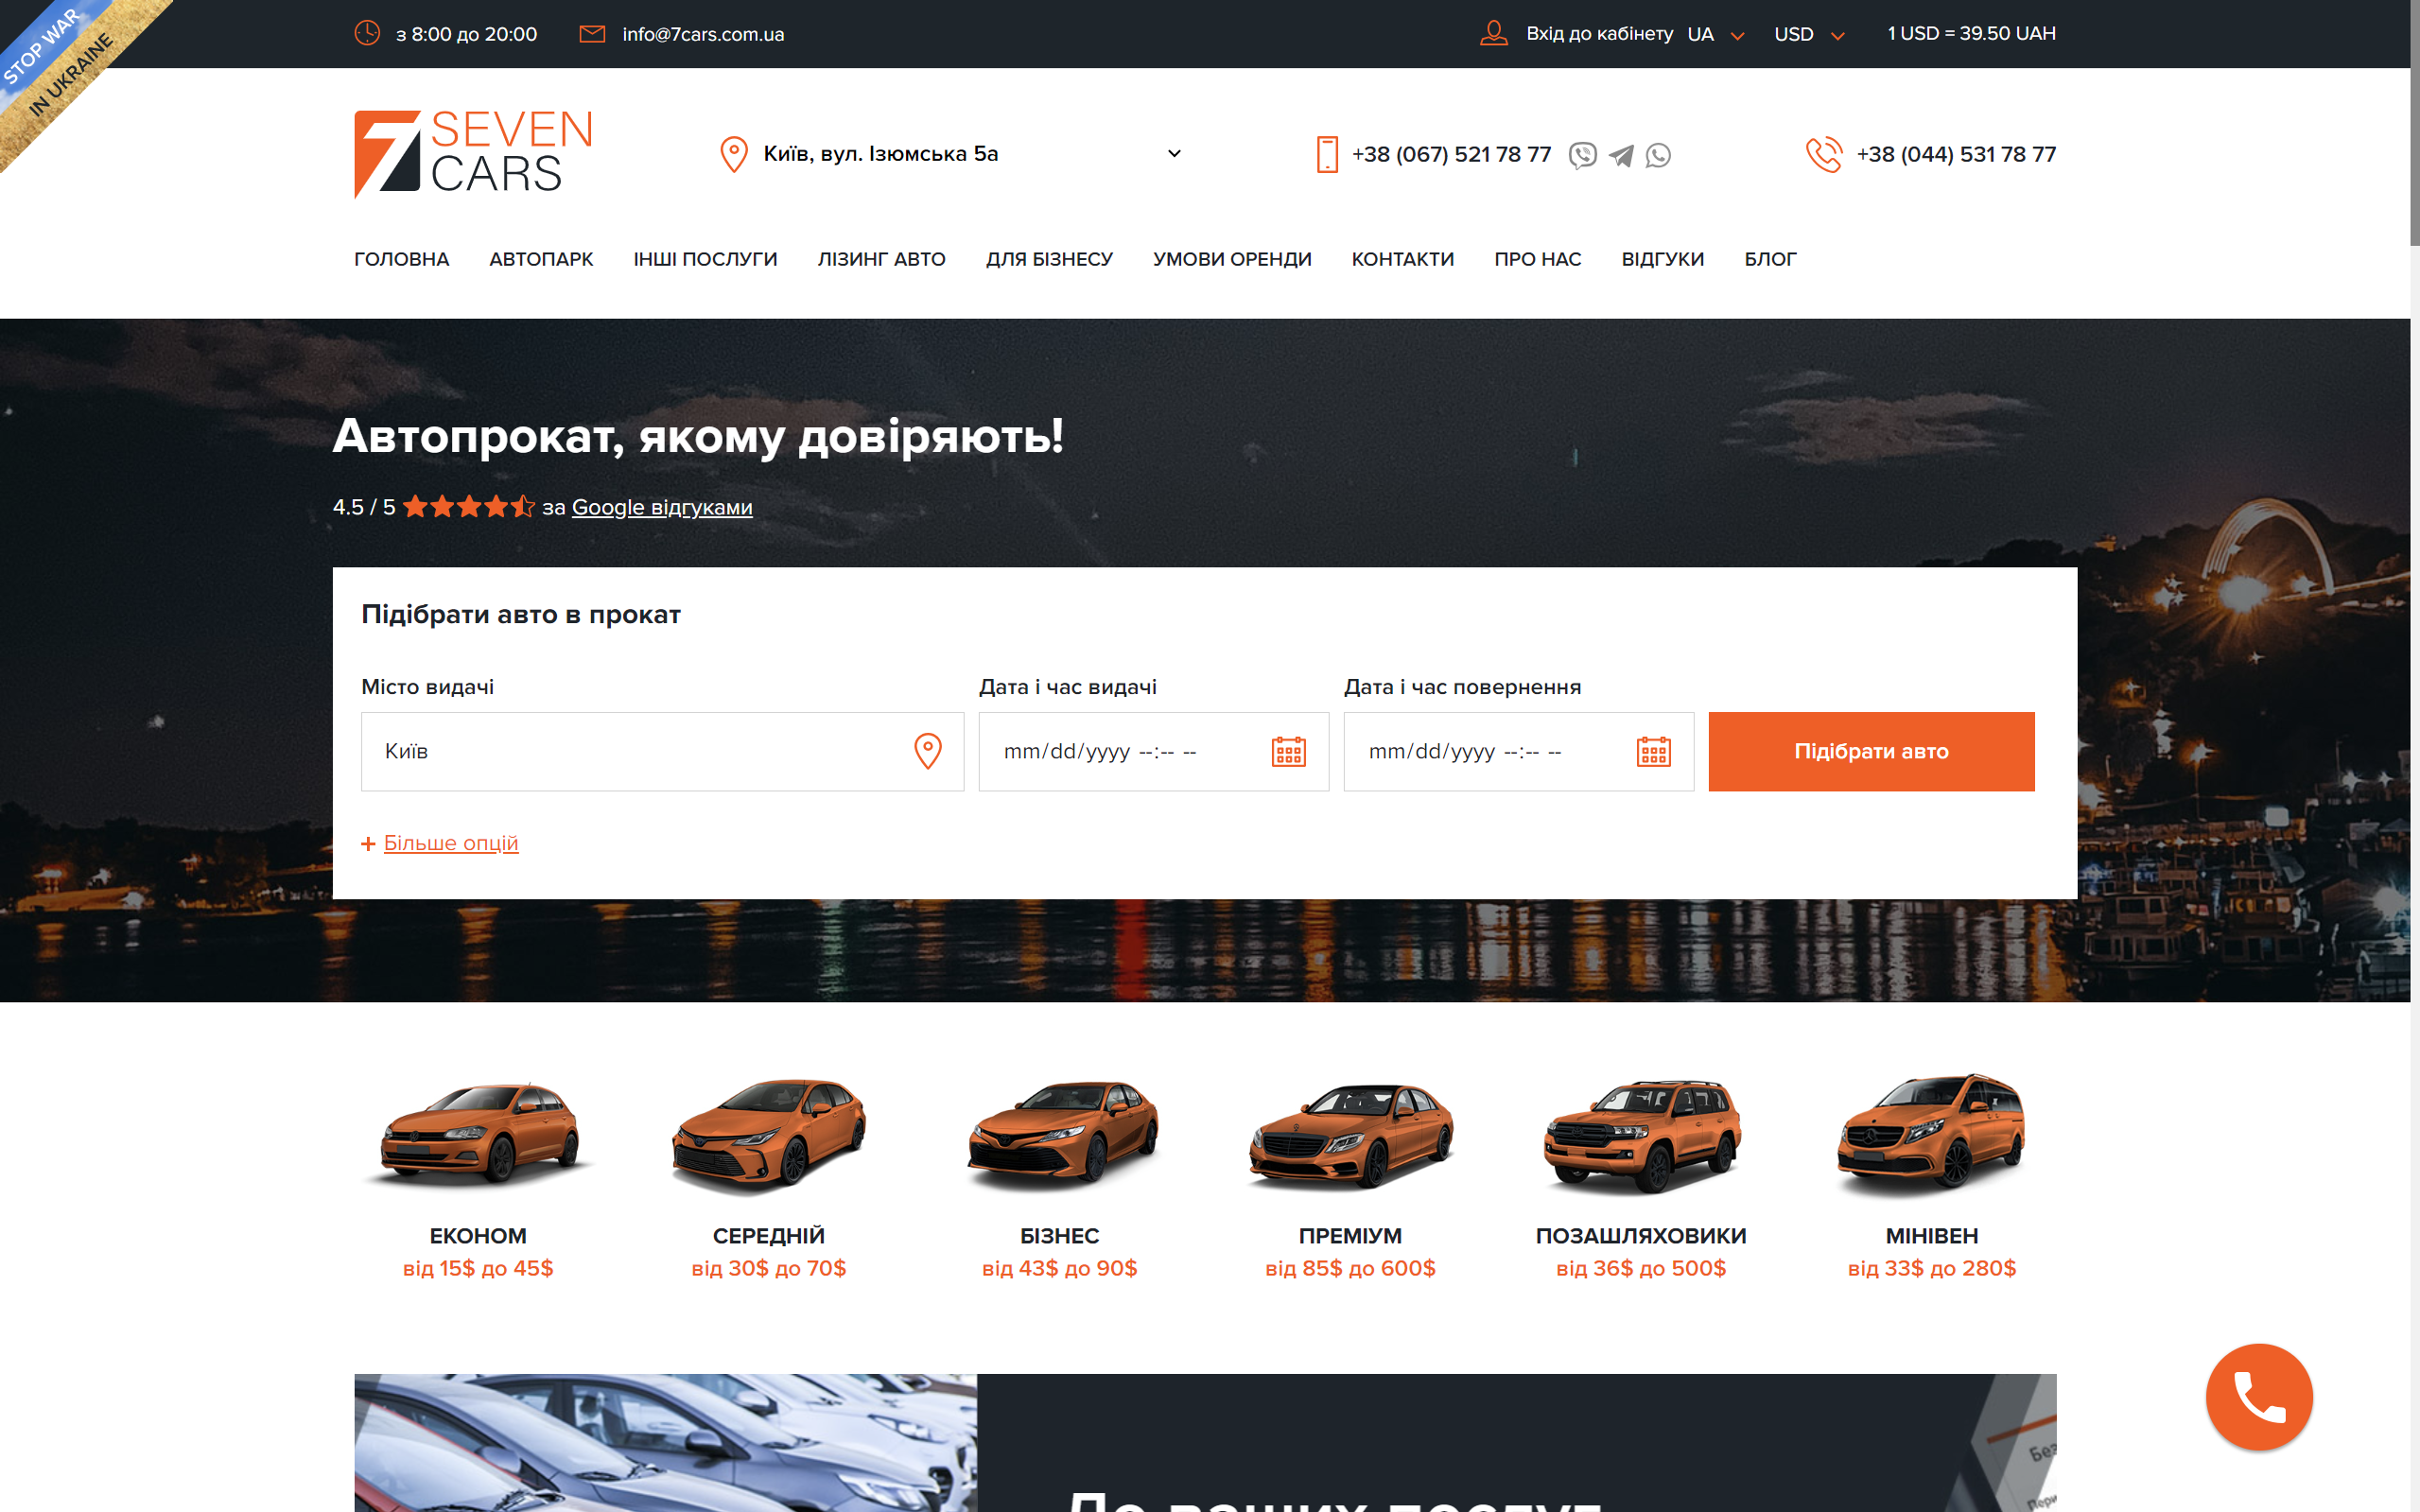 STOP WAR
IN UKRAINE
з 8:00 до 20:00
info@7cars.com.ua
Вхід до кабінету
UA
USD
1 USD = 39.50 UAH
7 SEVEN
CARS
Київ, вул. Ізюмська 5а
+38 (067) 521 78 77
+38 (044) 531 78 77
ГОЛОВНА
АВТОПАРК
ІНШІ ПОСЛУГИ
ЛІЗИНГ АВТО
ДЛЯ БІЗНЕСУ
УМОВИ ОРЕНДИ
КОНТАКТИ
ПРО НАС
ВІДГУКИ
БЛОГ
Автопрокат, якому довіряють!
4.5 / 5 за Google відгуками
Підібрати авто в прокат
Місто видачі
Київ
Дата і час видачі
mm/dd/yyyy --:-- --
Дата і час повернення
mm/dd/yyyy --:-- --
Підібрати авто
+ Більше опцій
ЕКОНОМ
від 15$ до 45$
СЕРЕДНІЙ
від 30$ до 70$
БІЗНЕС
від 43$ до 90$
ПРЕМІУМ
від 85$ до 600$
ПОЗАШЛЯХОВИКИ
від 36$ до 500$
МІНІВЕН
від 33$ до 280$
До ваших послуг